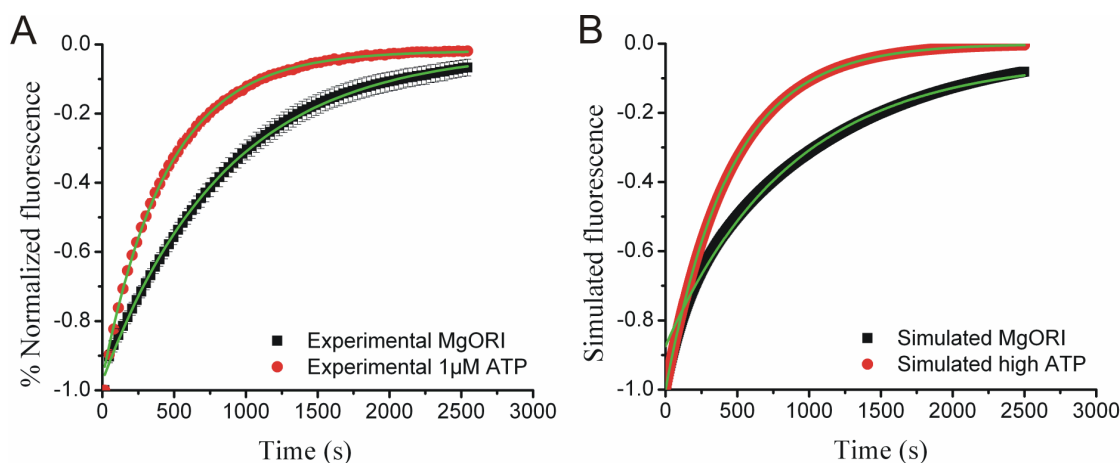 A
% Normalized fluorescence
0.0
-0.2
-0.4
-0.6
-0.8
-1.0
Experimental MgORI
Experimental 1µM ATP
0 500 1000 1500 2000 2500 3000
Time (s)
B
Simulated fluorescence
0.0
-0.2
-0.4
-0.6
-0.8
-1.0
Simulated MgORI
Simulated high ATP
0 500 1000 1500 2000 2500 3000
Time (s)